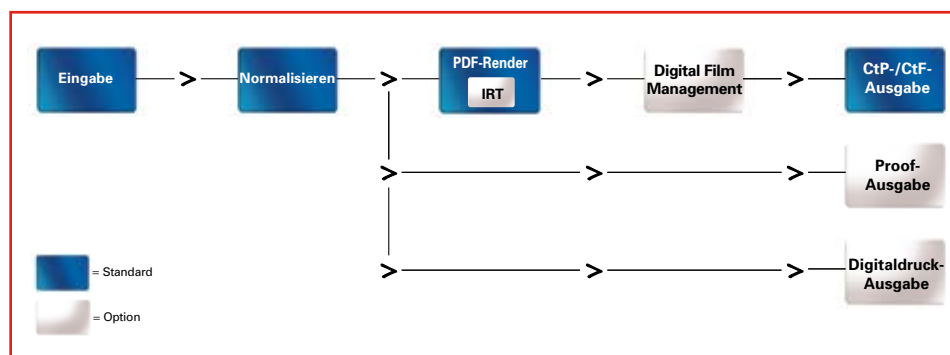 Eingabe
Normalisieren
PDF-Render
IRT
Digital Film
Management
CtP-/CtF-
Ausgabe
Proof-
Ausgabe
Digitaldruck-
Ausgabe
= Standard
= Option